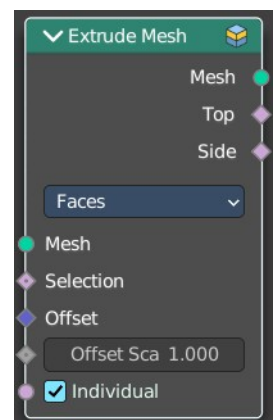 Extrude Mesh
Mesh
Top
Side
Faces
Mesh
Selection
Offset
Offset Sca 1.000
Individual